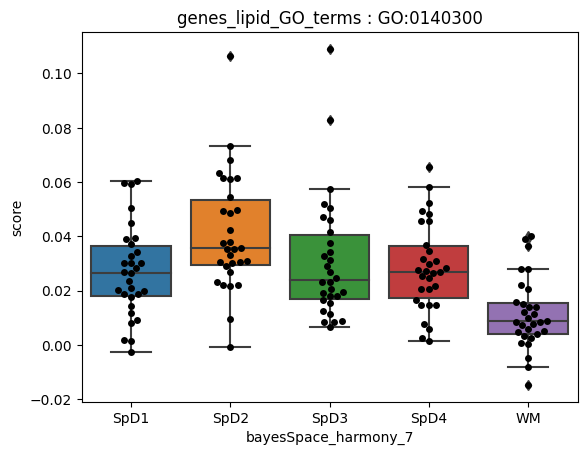 genes_lipid_GO_terms : GO:0140300
score
0.10
0.08
0.06
0.04
0.02
0.00
−0.02
SpD1 SpD2 SpD3 SpD4 WM
bayesSpace_harmony_7